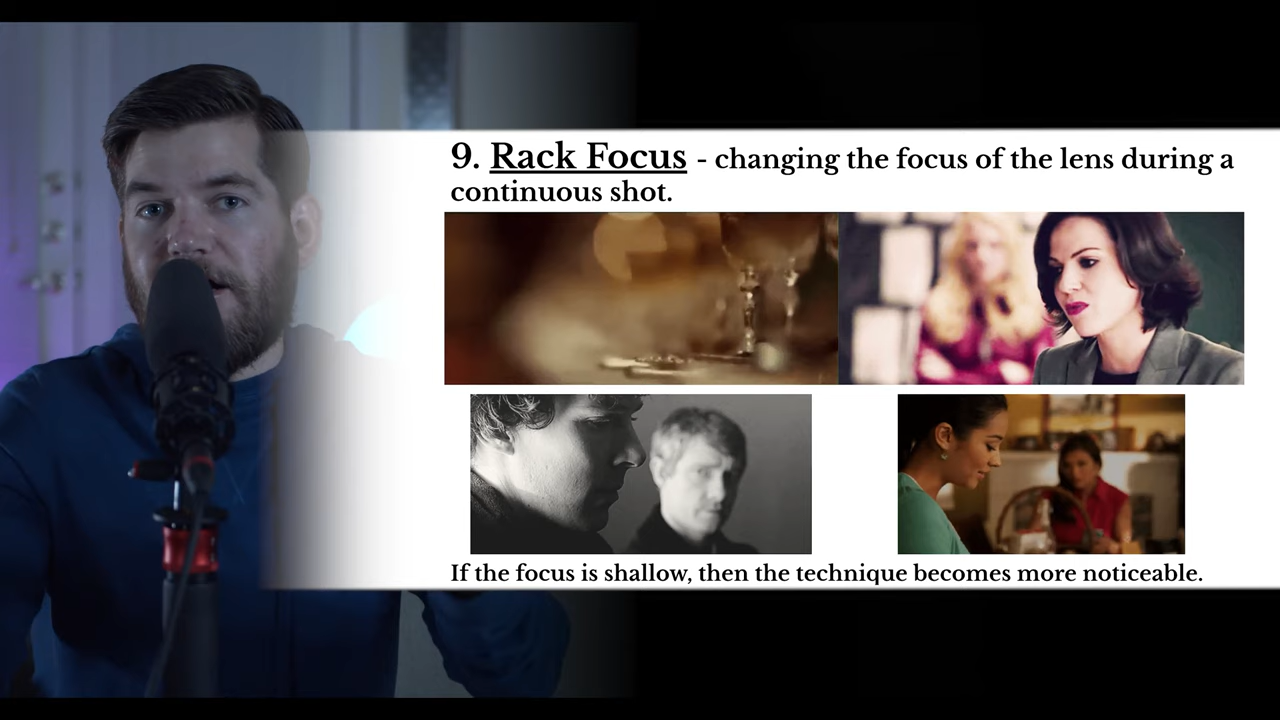 9. Rack Focus - changing the focus of the lens during a
continuous shot.
If the focus is shallow, then the technique becomes more noticeable.